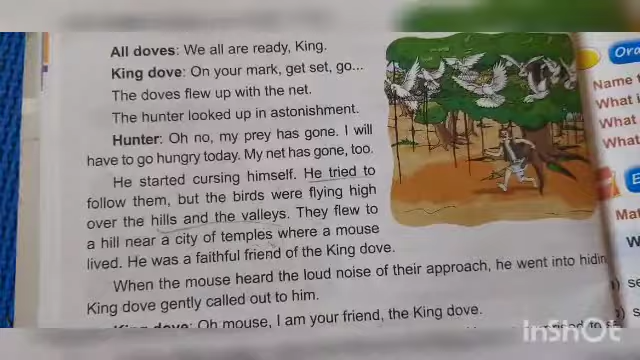 All doves: We all are ready, King.
King dove: On your mark, get set, go...
The doves flew up with the net.
The hunter looked up in astonishment.
Hunter: Oh no, my prey has gone. I will
have to go hungry today. My net has gone, too.
He started cursing himself. He tried to
follow them, but the birds were flying high
over the hills and the valleys. They flew to
a hill near a city of temples where a mouse
lived. He was a faithful friend of the King dove.
When the mouse heard the loud noise of their approach, he went into hidin
King dove gently called out to him.
King dove: Oh mouse, I am your friend, the King dove.
Ora
Name t
What i
What
What
E
Mat
W
InShOt